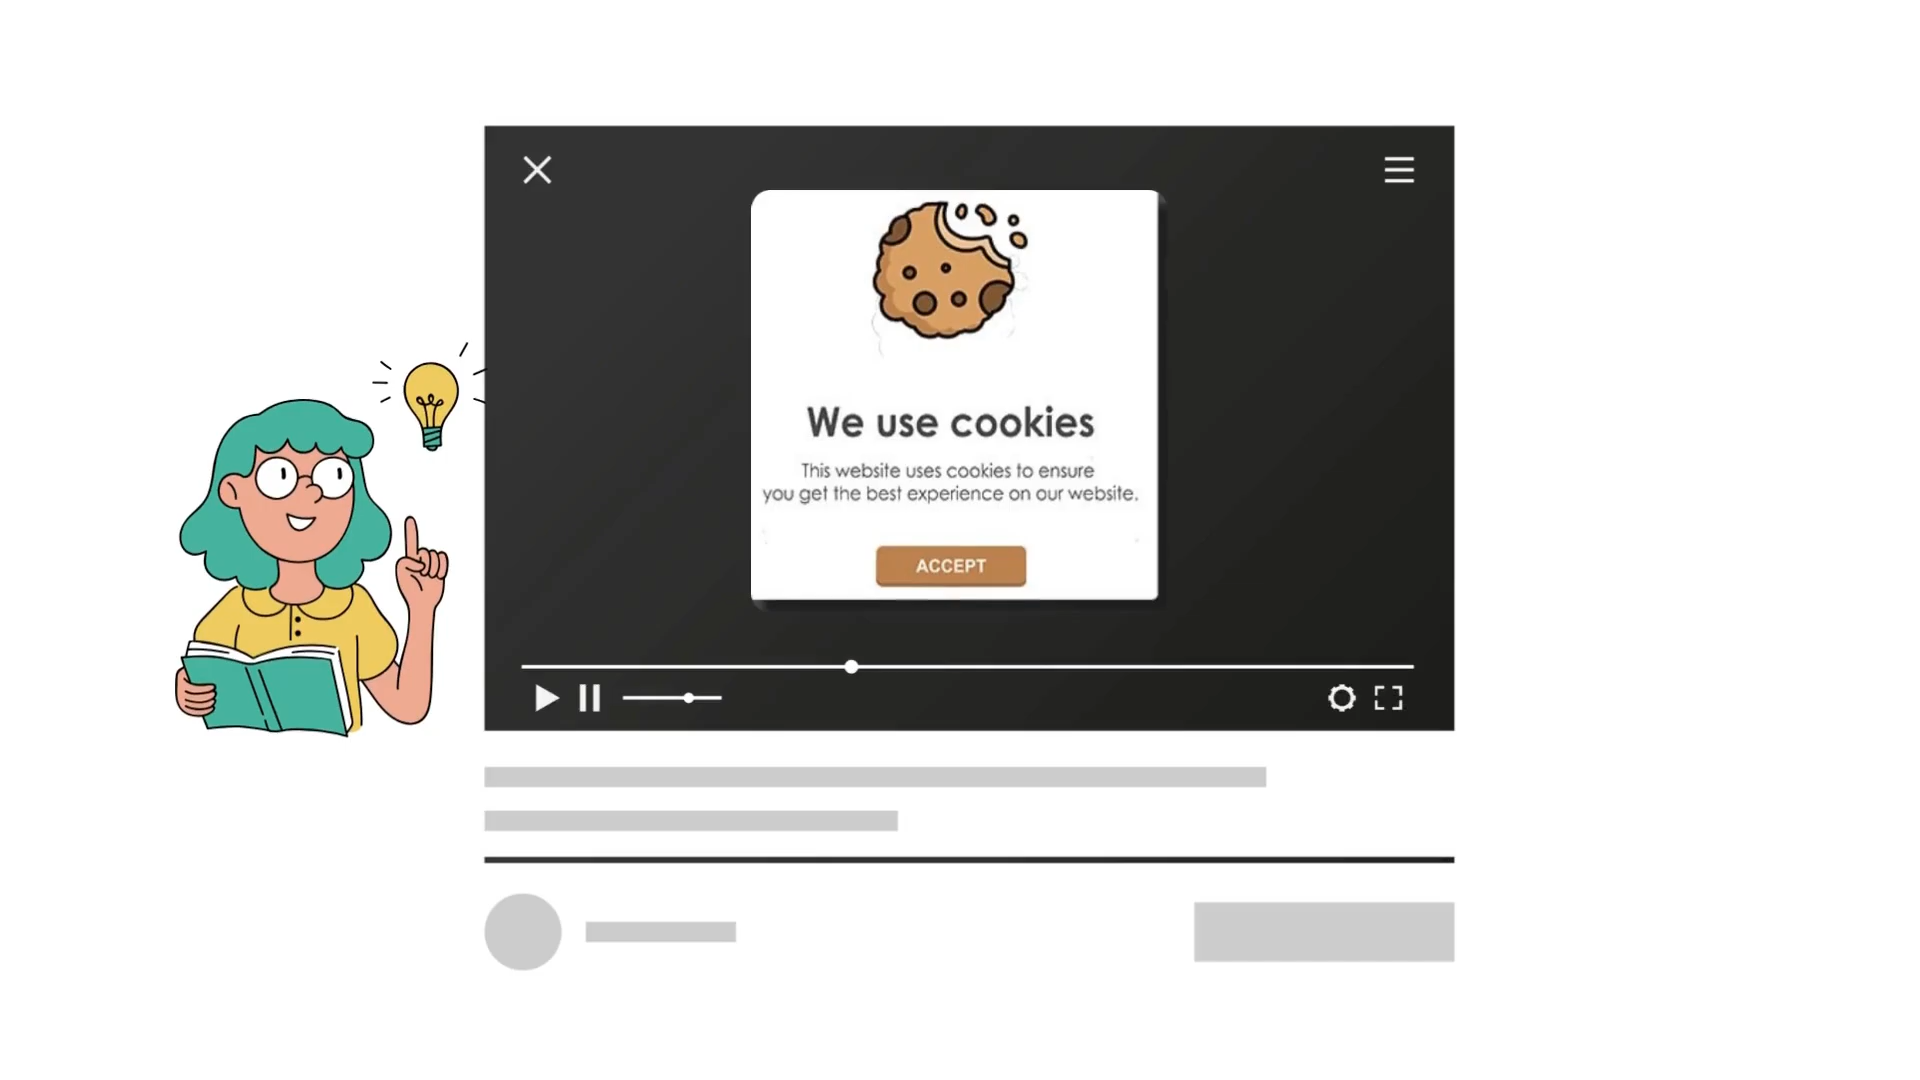 We use cookies
This website uses cookies to ensure
you get the best experience on our website.
ACCEPT